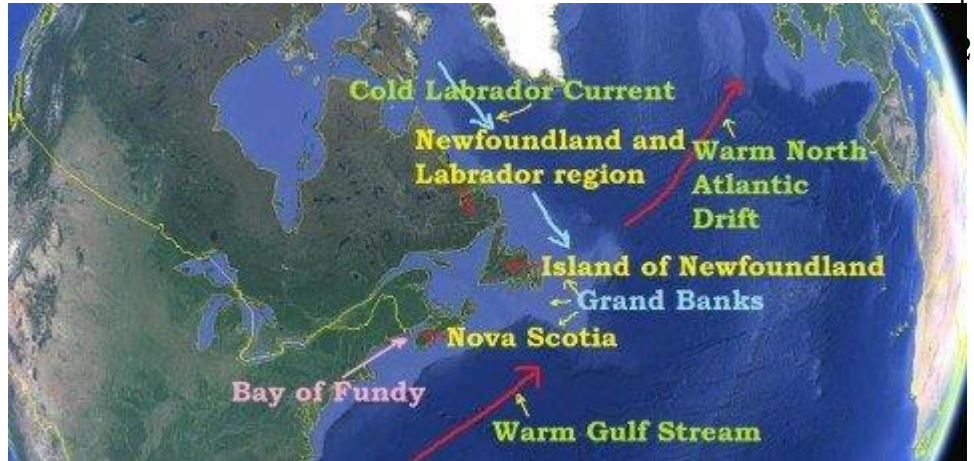 Cold Labrador Current
Newfoundland and
Labrador region
Warm North-
Atlantic
Drift
Island of Newfoundland
Grand Banks
Nova Scotia
Bay of Fundy
Warm Gulf Stream